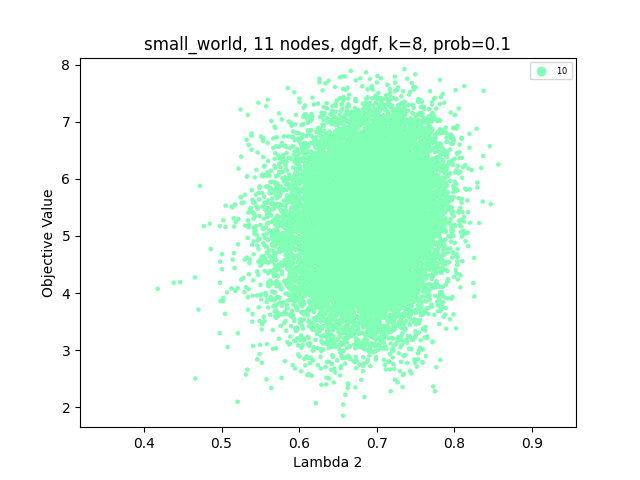 small_world, 11 nodes, dgdf, k=8, prob=0.1
10
8
7
6
5
4
3
2
Objective Value
0.4 0.5 0.6 0.7 0.8 0.9
Lambda 2